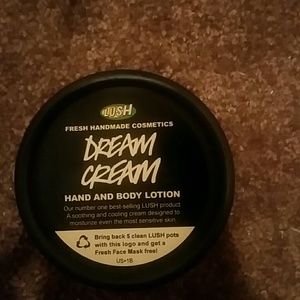 LUSH
FRESH HANDMADE COSMETICS
DREAM
CREAM
HAND AND BODY LOTION
Our number one best-selling LUSH product
A soothing and cooling cream designed to
moisturize even the most sensitive skin.
Bring back 5 clean LUSH pots
with this logo and get a
Fresh Face Mask free!